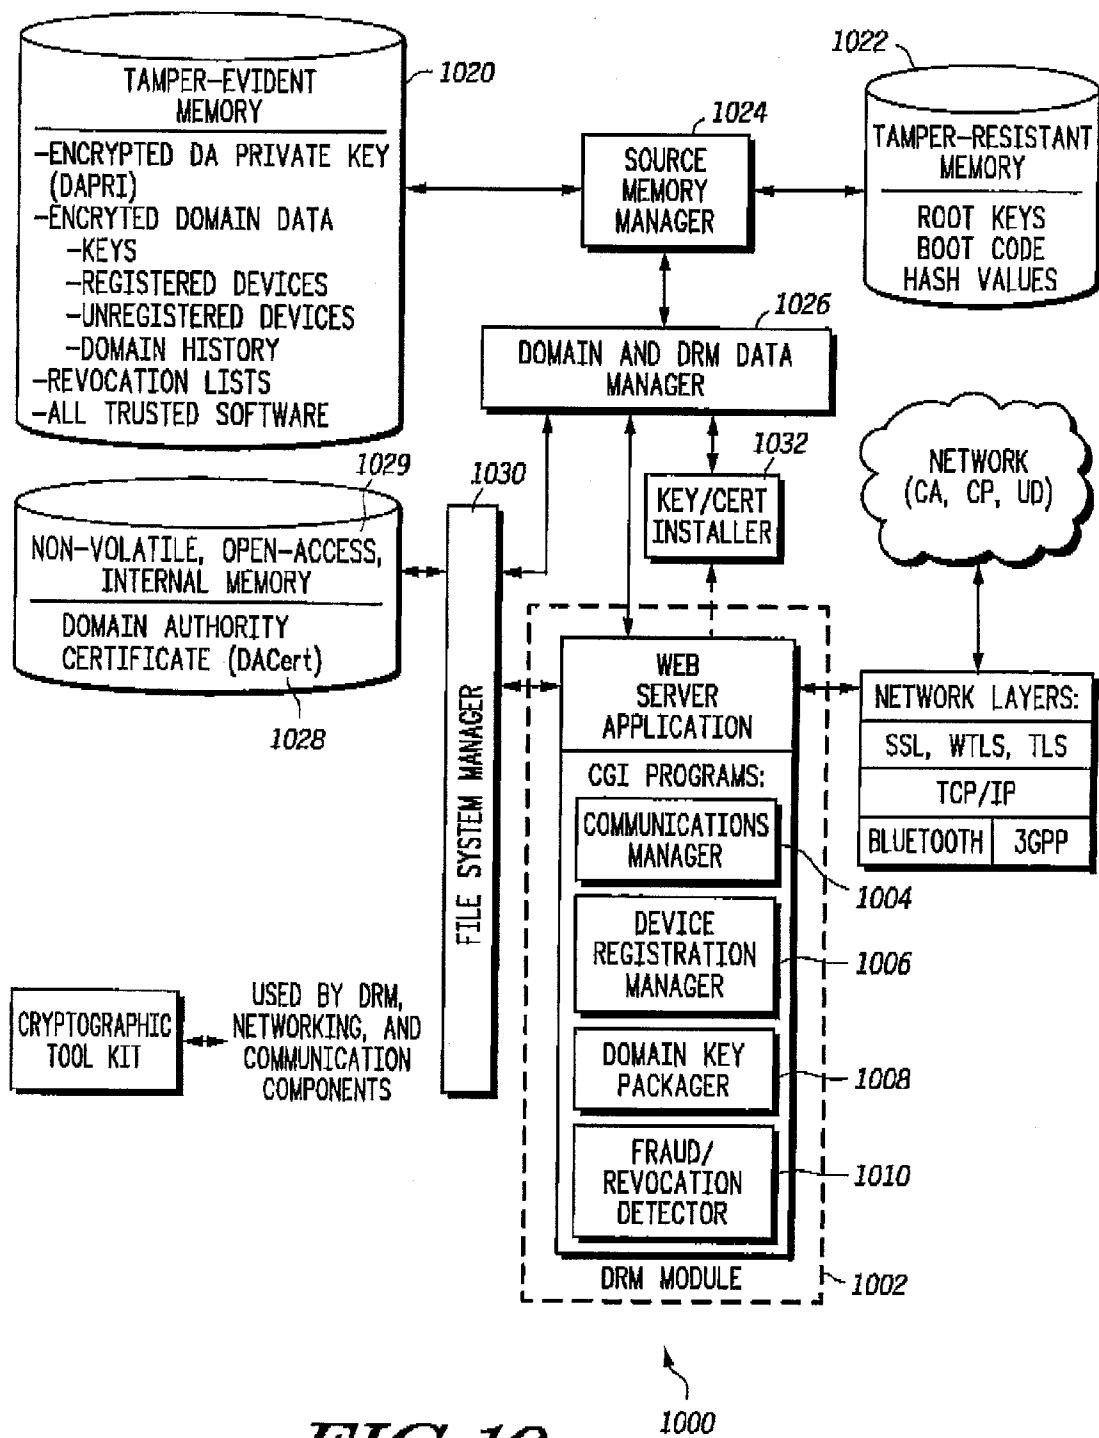 1020
TAMPER-EVIDENT
MEMORY
-ENCRYPTED DA PRIVATE KEY
(DAPRI)
-ENCRYTED DOMAIN DATA
-KEYS
-REGISTERED DEVICES
-UNREGISTERED DEVICES
-DOMAIN HISTORY
-REVOCATION LISTS
-ALL TRUSTED SOFTWARE
1024
SOURCE
MEMORY
MANAGER
1022
TAMPER-RESISTANT
MEMORY
ROOT KEYS
BOOT CODE
HASH VALUES
1026
DOMAIN AND DRM DATA
MANAGER
1029
NON-VOLATILE, OPEN-ACCESS,
INTERNAL MEMORY
DOMAIN AUTHORITY
CERTIFICATE (DACert)
1028
1030
FILE SYSTEM MANAGER
1032
KEY/CERT
INSTALLER
NETWORK
(CA, CP, UD)
WEB
SERVER
APPLICATION
CGI PROGRAMS:
COMMUNICATIONS
MANAGER
1004
DEVICE
REGISTRATION
MANAGER
1006
DOMAIN KEY
PACKAGER
1008
FRAUD/
REVOCATION
DETECTOR
1010
DRM MODULE
1002
NETWORK LAYERS:
SSL, WTLS, TLS
TCP/IP
BLUETOOTH
3GPP
CRYPTOGRAPHIC
TOOL KIT
USED BY DRM,
NETWORKING, AND
COMMUNICATION
COMPONENTS
1000
FIG.10